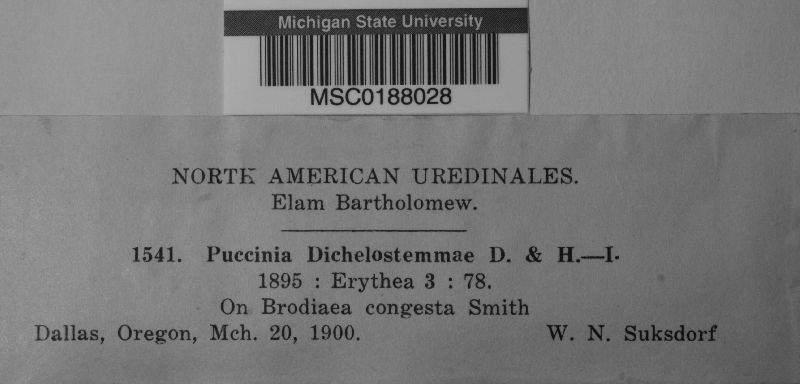 Michigan State University
MSC0188028
NORTH AMERICAN UREDINALES.
Elam Bartholomew.
1541. Puccinia Dichelostemmae D. & H.—I.
1895 : Erythea 3 : 78.
On Brodiaea congesta Smith
Dallas, Oregon, Mch. 20, 1900. W. N. Suksdorf